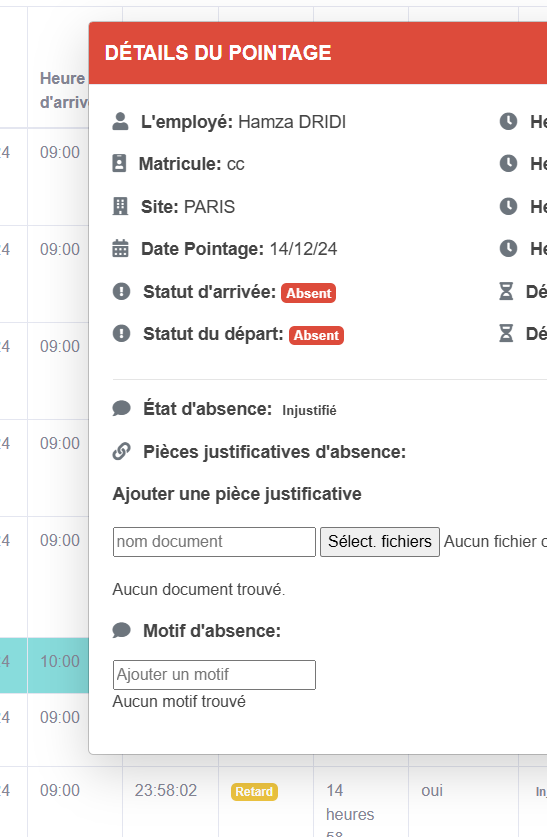 DÉTAILS DU POINTAGE
Heure
d'arriv
L'employé: Hamza DRIDI
He
24 09:00
Matricule: cc
He
Site: PARIS
He
4 09:00
Date Pointage: 14/12/24
He
Statut d'arrivée: Absent
Dé
Statut du départ: Absent
Dé
4 09:00
État d'absence: Injustifié
4 09:00
Pièces justificatives d'absence:
Ajouter une pièce justificative
4 09:00
nom document Sélect. fichiers Aucun fichier
Aucun document trouvé.
Motif d'absence:
4 10:00
Ajouter un motif
Aucun motif trouvé
4 09:00
4 09:00 23:58:02 Retard 14 oui In
heures
58